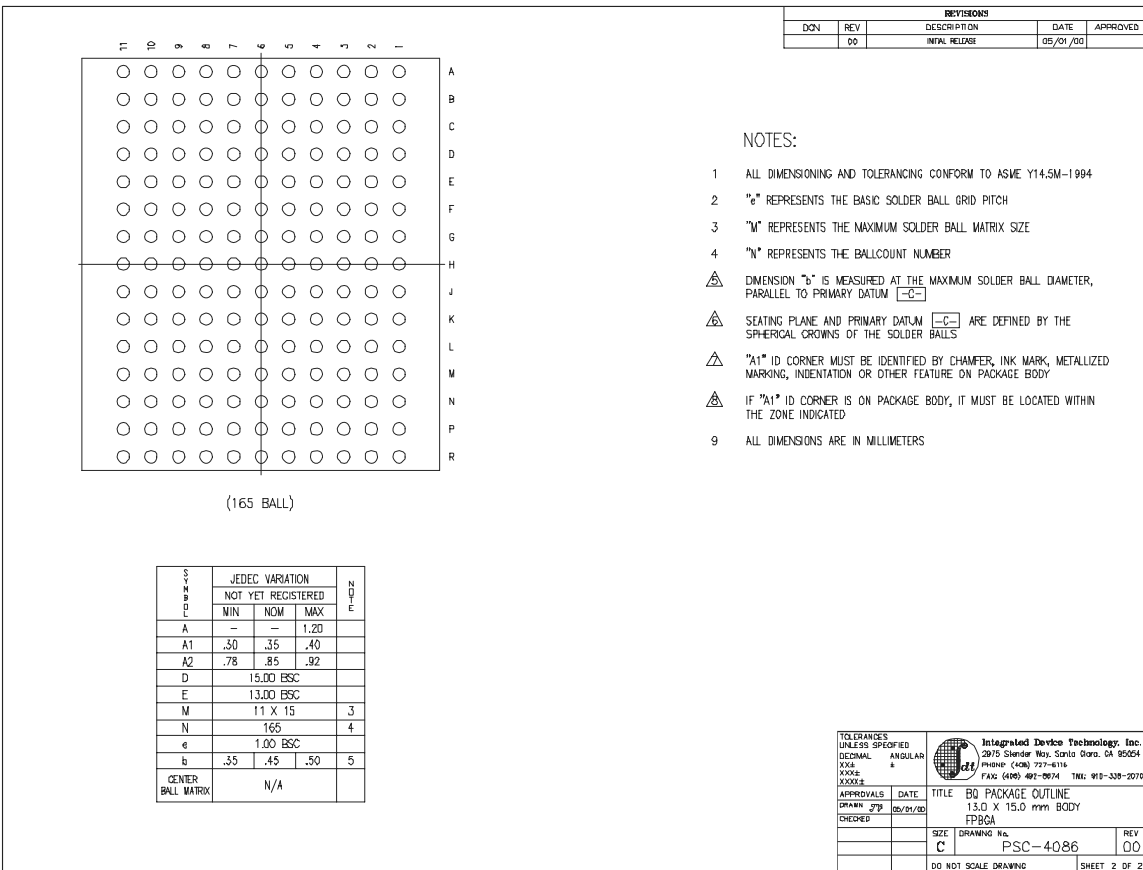 REVISIONS
DCN REV DESCRIPTION DATE APPROVED
00 INITIAL RELEASE 05/01/00
11 10 9 8 7 6 5 4 3 2 1
A
B
C
D
E
F
G
H
J
K
L
M
N
P
R
(165 BALL)
NOTES:
1 ALL DIMENSIONING AND TOLERANCING CONFORM TO ASME Y14.5M-1994
2 "e" REPRESENTS THE BASIC SOLDER BALL GRID PITCH
3 "M" REPRESENTS THE MAXIMUM SOLDER BALL MATRIX SIZE
4 "N" REPRESENTS THE BALLCOUNT NUMBER
5 DIMENSION "b" IS MEASURED AT THE MAXIMUM SOLDER BALL DIAMETER,
PARALLEL TO PRIMARY DATUM -C-
6 SEATING PLANE AND PRIMARY DATUM -C- ARE DEFINED BY THE
SPHERICAL CROWNS OF THE SOLDER BALLS
7 "A1" ID CORNER MUST BE IDENTIFIED BY CHAMFER, INK MARK, METALLIZED
MARKING, INDENTATION OR OTHER FEATURE ON PACKAGE BODY
8 IF "A1" ID CORNER IS ON PACKAGE BODY, IT MUST BE LOCATED WITHIN
THE ZONE INDICATED
9 ALL DIMENSIONS ARE IN MILLIMETERS
SYMBOL JEDEC VARIATION NOTE
NOT YET REGISTERED
MIN NOM MAX
A – – 1.20
A1 .30 .35 .40
A2 .78 .85 .92
D 15.00 BSC
E 13.00 BSC
M 11 X 15 3
N 165 4
e 1.00 BSC
b .35 .45 .50 5
CENTER
BALL MATRIX N/A
TOLERANCES
UNLESS SPECIFIED
DECIMAL ANGULAR
XX± ±
XXX±
XXXX±
idt
Integrated Device Technology, Inc.
2975 Stender Way, Santa Clara, CA 95054
PHONE: (408) 727-6116
FAX: (408) 492-8674 TWX: 910-338-2070
APPROVALS DATE
DRAWN 05/01/00
CHECKED
TITLE BQ PACKAGE OUTLINE
13.0 X 15.0 mm BODY
FPBGA
SIZE DRAWING No. REV
C PSC-4086 00
DO NOT SCALE DRAWING SHEET 2 OF 2